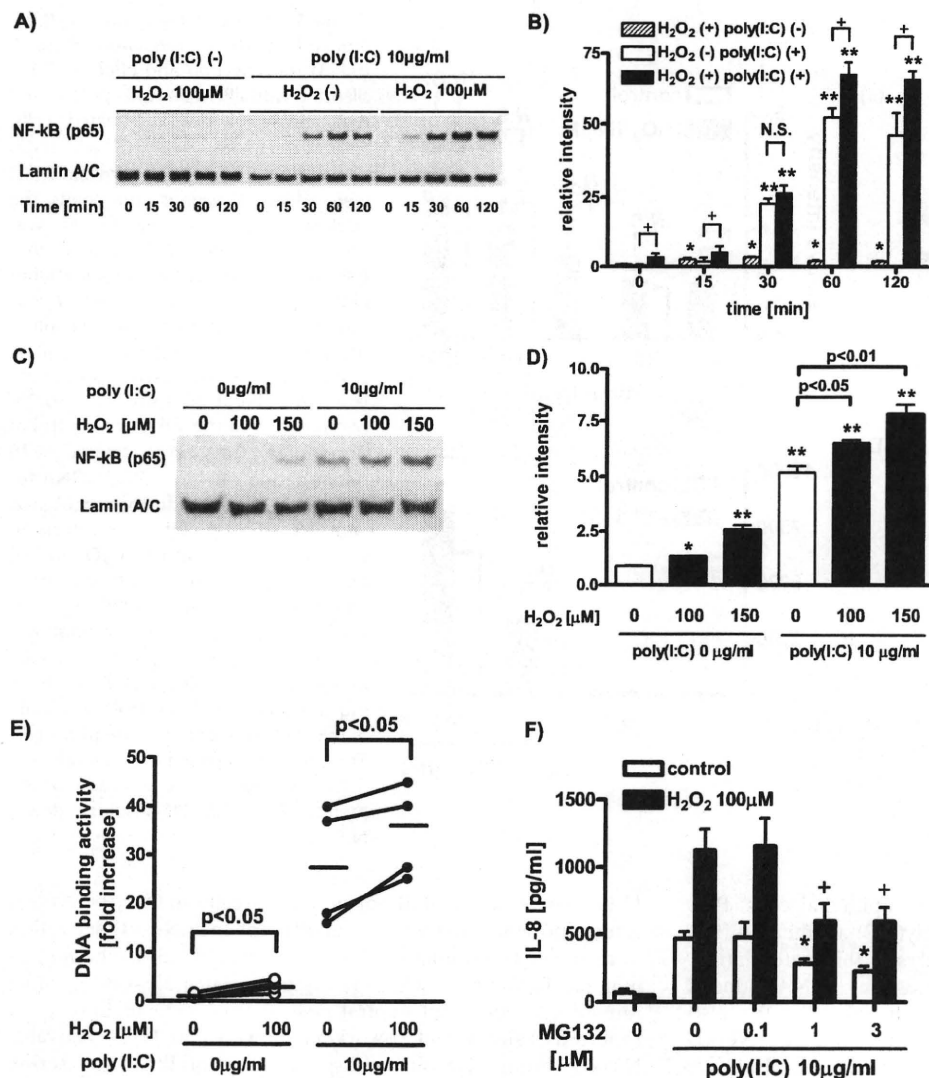 A)
poly (I:C) (-)
poly (I:C) 10μg/ml
H₂O₂ 100μM
H₂O₂ (-)
H₂O₂ 100μM
NF-kB (p65)
Lamin A/C
Time [min]
0 15 30 60 120 0 15 30 60 120 0 15 30 60 120
B)
H₂O₂ (+) poly(I:C) (-)
H₂O₂ (-) poly(I:C) (+)
H₂O₂ (+) poly(I:C) (+)
relative intensity
75
50
25
0
+
+
*
N.S.
*
**
**
+
*
**
**
+
*
**
**
0 15 30 60 120
time [min]
C)
poly (I:C) 0μg/ml 10μg/ml
H₂O₂ [μM] 0 100 150 0 100 150
NF-kB (p65)
Lamin A/C
D)
relative intensity
10.0
7.5
5.0
2.5
0.0
p<0.01
p<0.05
*
**
**
**
**
H₂O₂ [μM] 0 100 150 0 100 150
poly(I:C) 0 μg/ml poly(I:C) 10 μg/ml
E)
DNA binding activity
[fold increase]
50
40
30
20
10
0
p<0.05
p<0.05
H₂O₂ [μM] 0 100 0 100
poly (I:C) 0μg/ml 10μg/ml
F)
control
H₂O₂ 100μM
IL-8 [pg/ml]
1500
1000
500
0
*
+
*
+
MG132
[μM]
0 0 0.1 1 3
poly(I:C) 10μg/ml